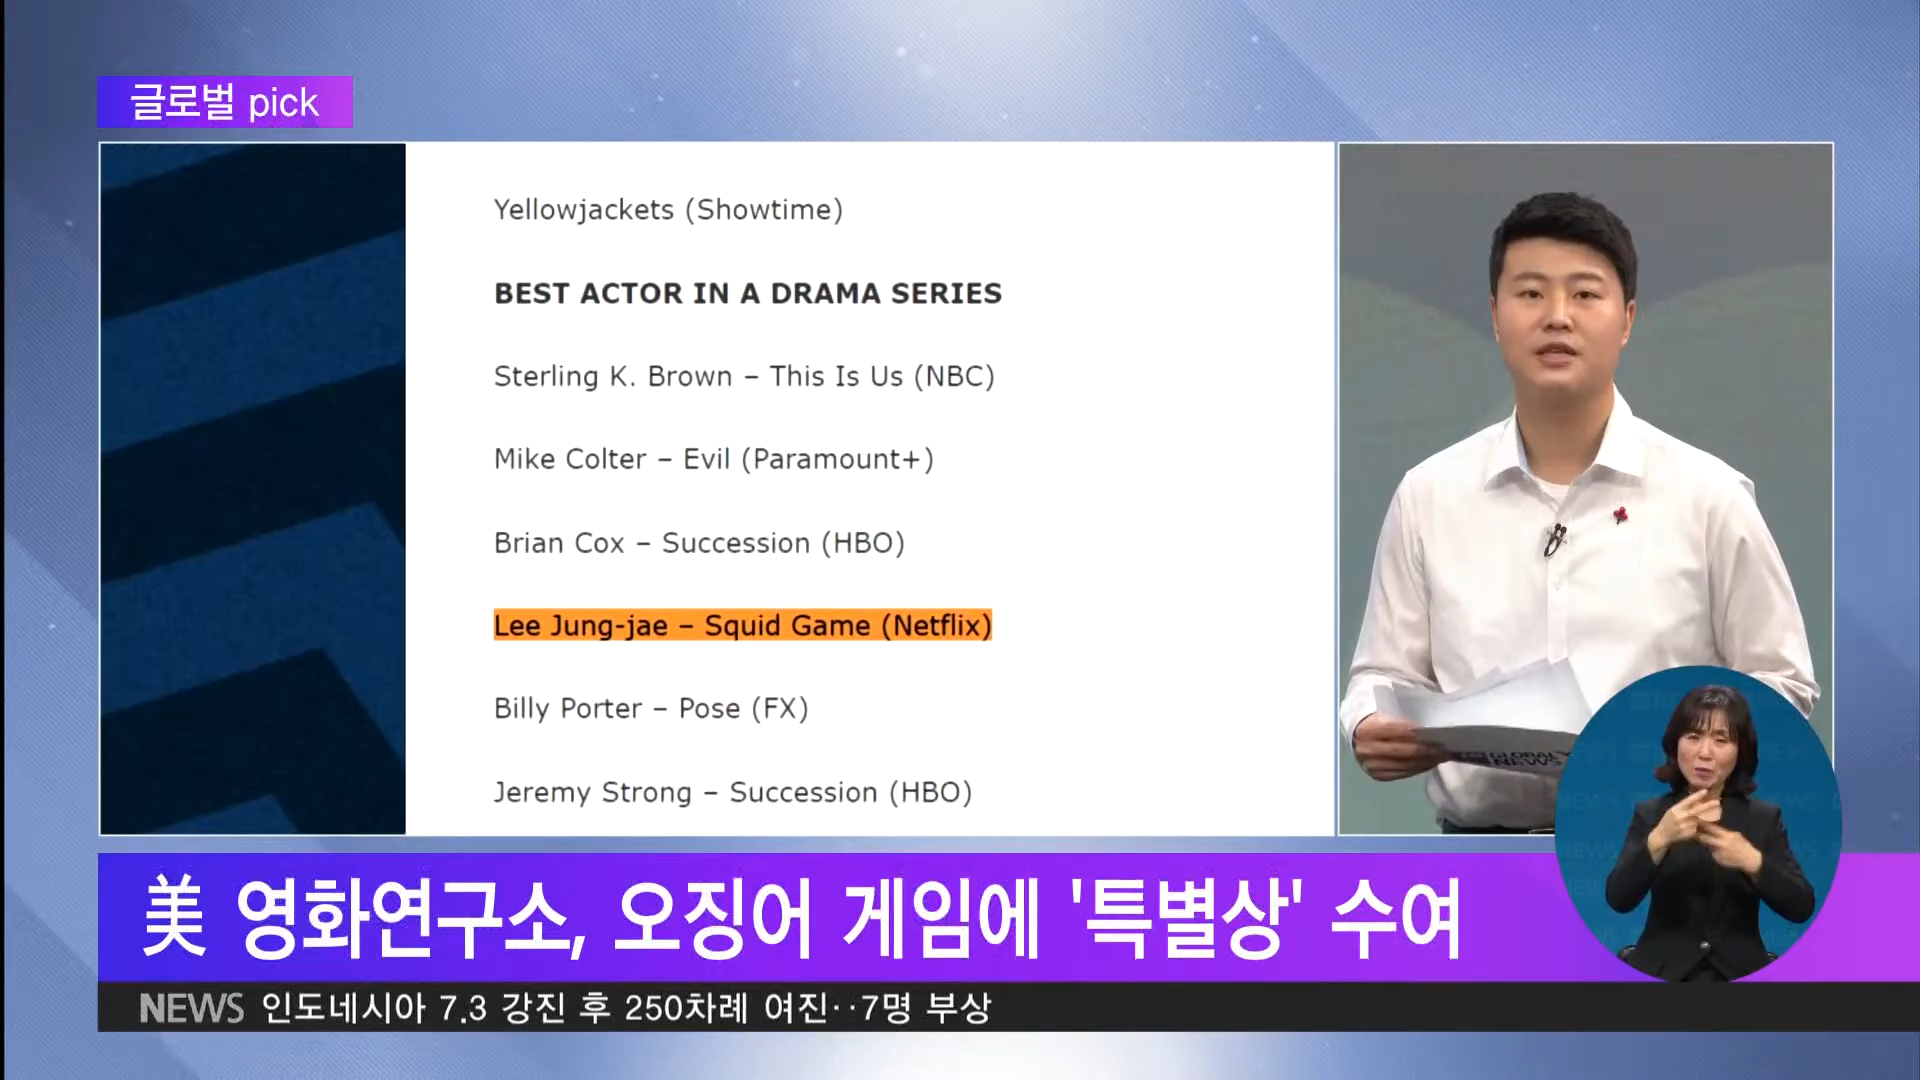 글로벌 pick
Yellowjackets (Showtime)
BEST ACTOR IN A DRAMA SERIES
Sterling K. Brown – This Is Us (NBC)
Mike Colter – Evil (Paramount+)
Brian Cox – Succession (HBO)
Lee Jung-jae – Squid Game (Netflix)
Billy Porter – Pose (FX)
Jeremy Strong – Succession (HBO)
GLOBAL
NEWS
美 영화연구소, 오징어 게임에 '특별상' 수여
NEWS 인도네시아 7.3 강진 후 250차례 여진··7명 부상